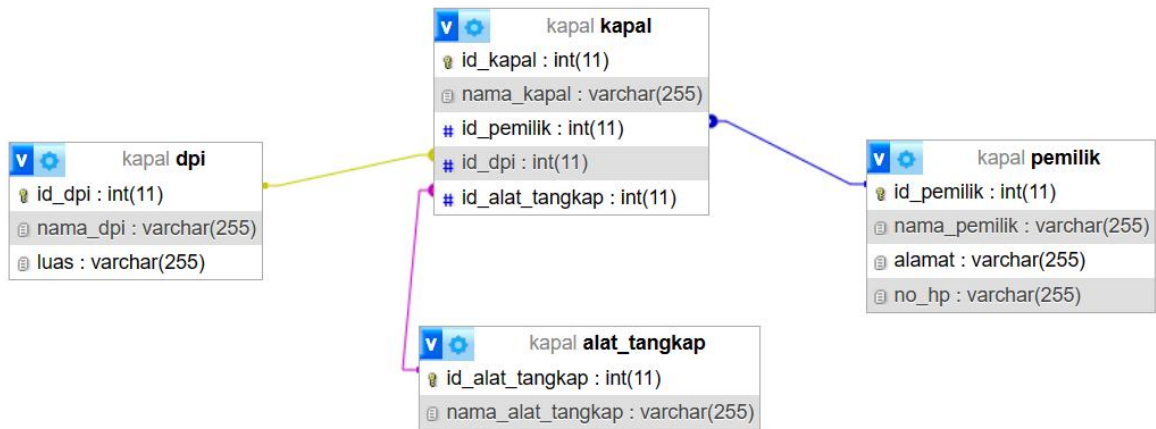 v kapal kapal
id_kapal : int(11)
nama_kapal : varchar(255)
# id_pemilik : int(11)
# id_dpi : int(11)
# id_alat_tangkap : int(11)
v kapal dpi
id_dpi : int(11)
nama_dpi : varchar(255)
luas : varchar(255)
v kapal pemilik
id_pemilik : int(11)
nama_pemilik : varchar(255)
alamat : varchar(255)
no_hp : varchar(255)
v kapal alat_tangkap
id_alat_tangkap : int(11)
nama_alat_tangkap : varchar(255)